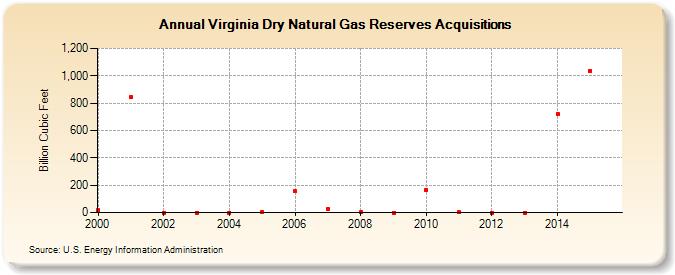 Annual Virginia Dry Natural Gas Reserves Acquisitions
Billion Cubic Feet
1,200
1,000
800
600
400
200
0
2000 2002 2004 2006 2008 2010 2012 2014
Source: U.S. Energy Information Administration